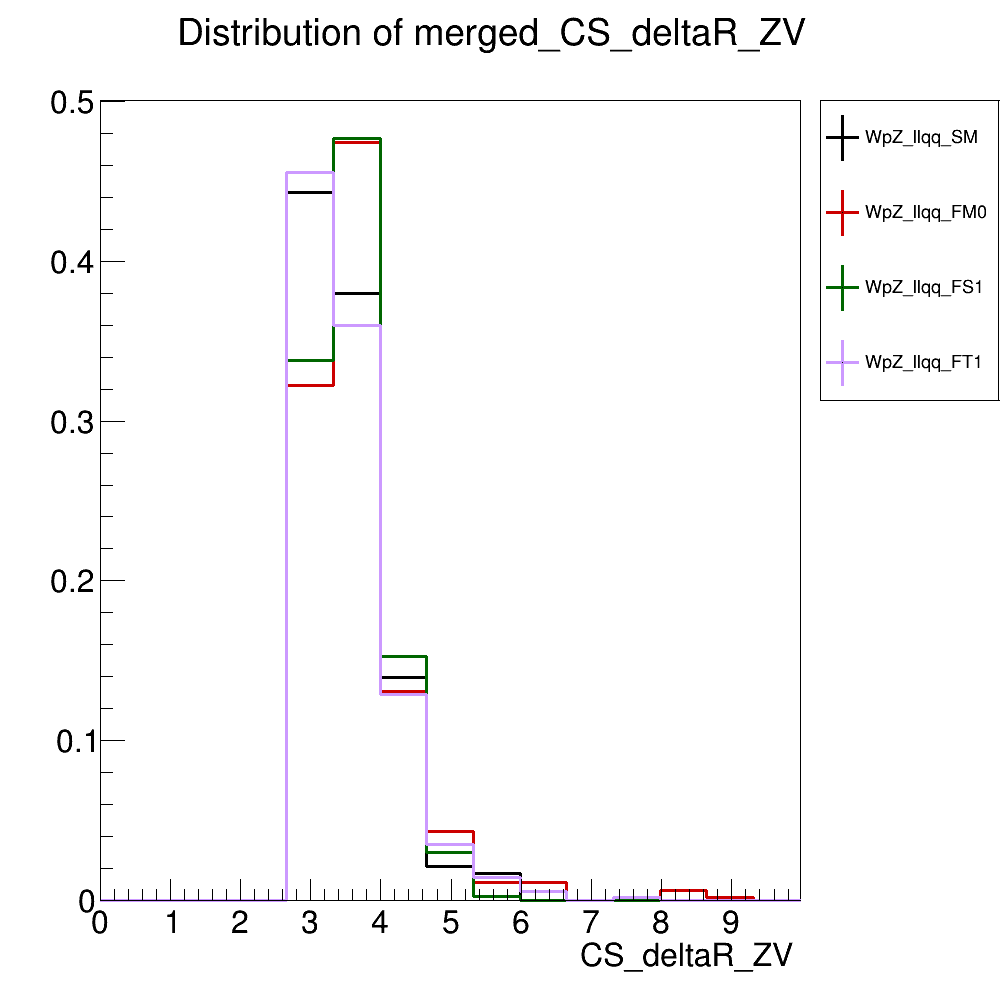 Distribution of merged_CS_deltaR_ZV
0.5
0.4
0.3
0.2
0.1
0
0 1 2 3 4 5 6 7 8 9
CS_deltaR_ZV
WpZ_llqq_SM
WpZ_llqq_FM0
WpZ_llqq_FS1
WpZ_llqq_FT1